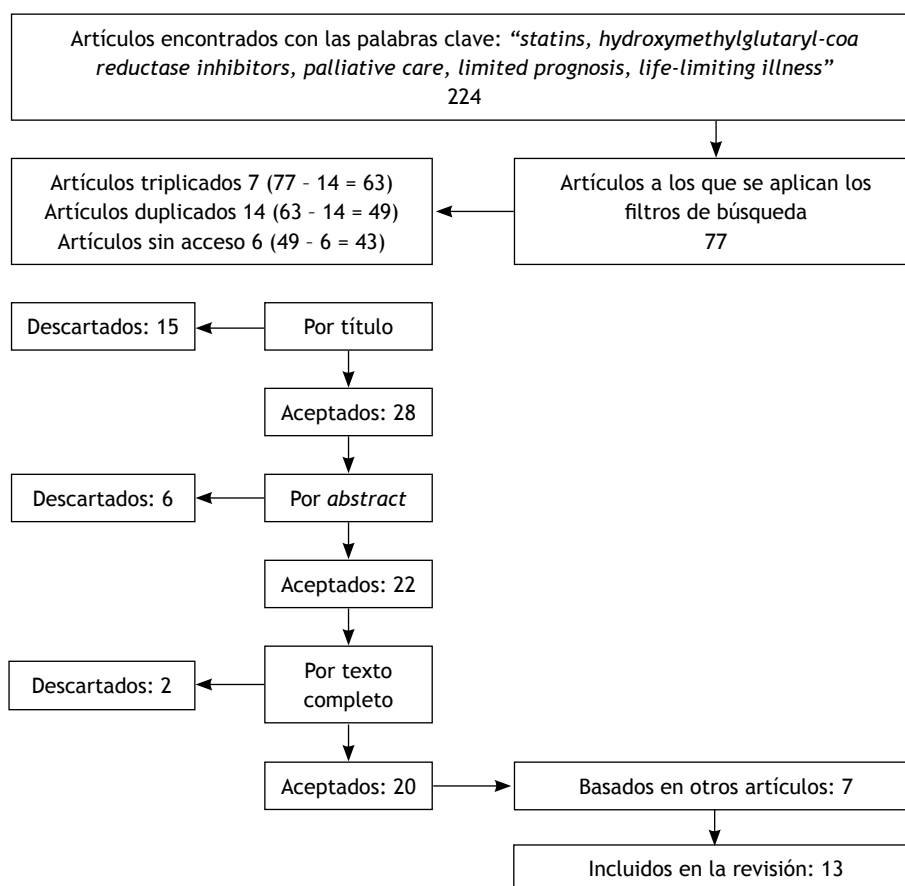 Artículos encontrados con las palabras clave: “statins, hydroxymethylglutaryl-coa
reductase inhibitors, palliative care, limited prognosis, life-limiting illness”
224
Artículos triplicados 7 (77 – 14 = 63)
Artículos duplicados 14 (63 – 14 = 49)
Artículos sin acceso 6 (49 – 6 = 43)
Artículos a los que se aplican los
filtros de búsqueda
77
Descartados: 15
Por título
Aceptados: 28
Descartados: 6
Por abstract
Aceptados: 22
Descartados: 2
Por texto
completo
Aceptados: 20
Basados en otros artículos: 7
Incluidos en la revisión: 13